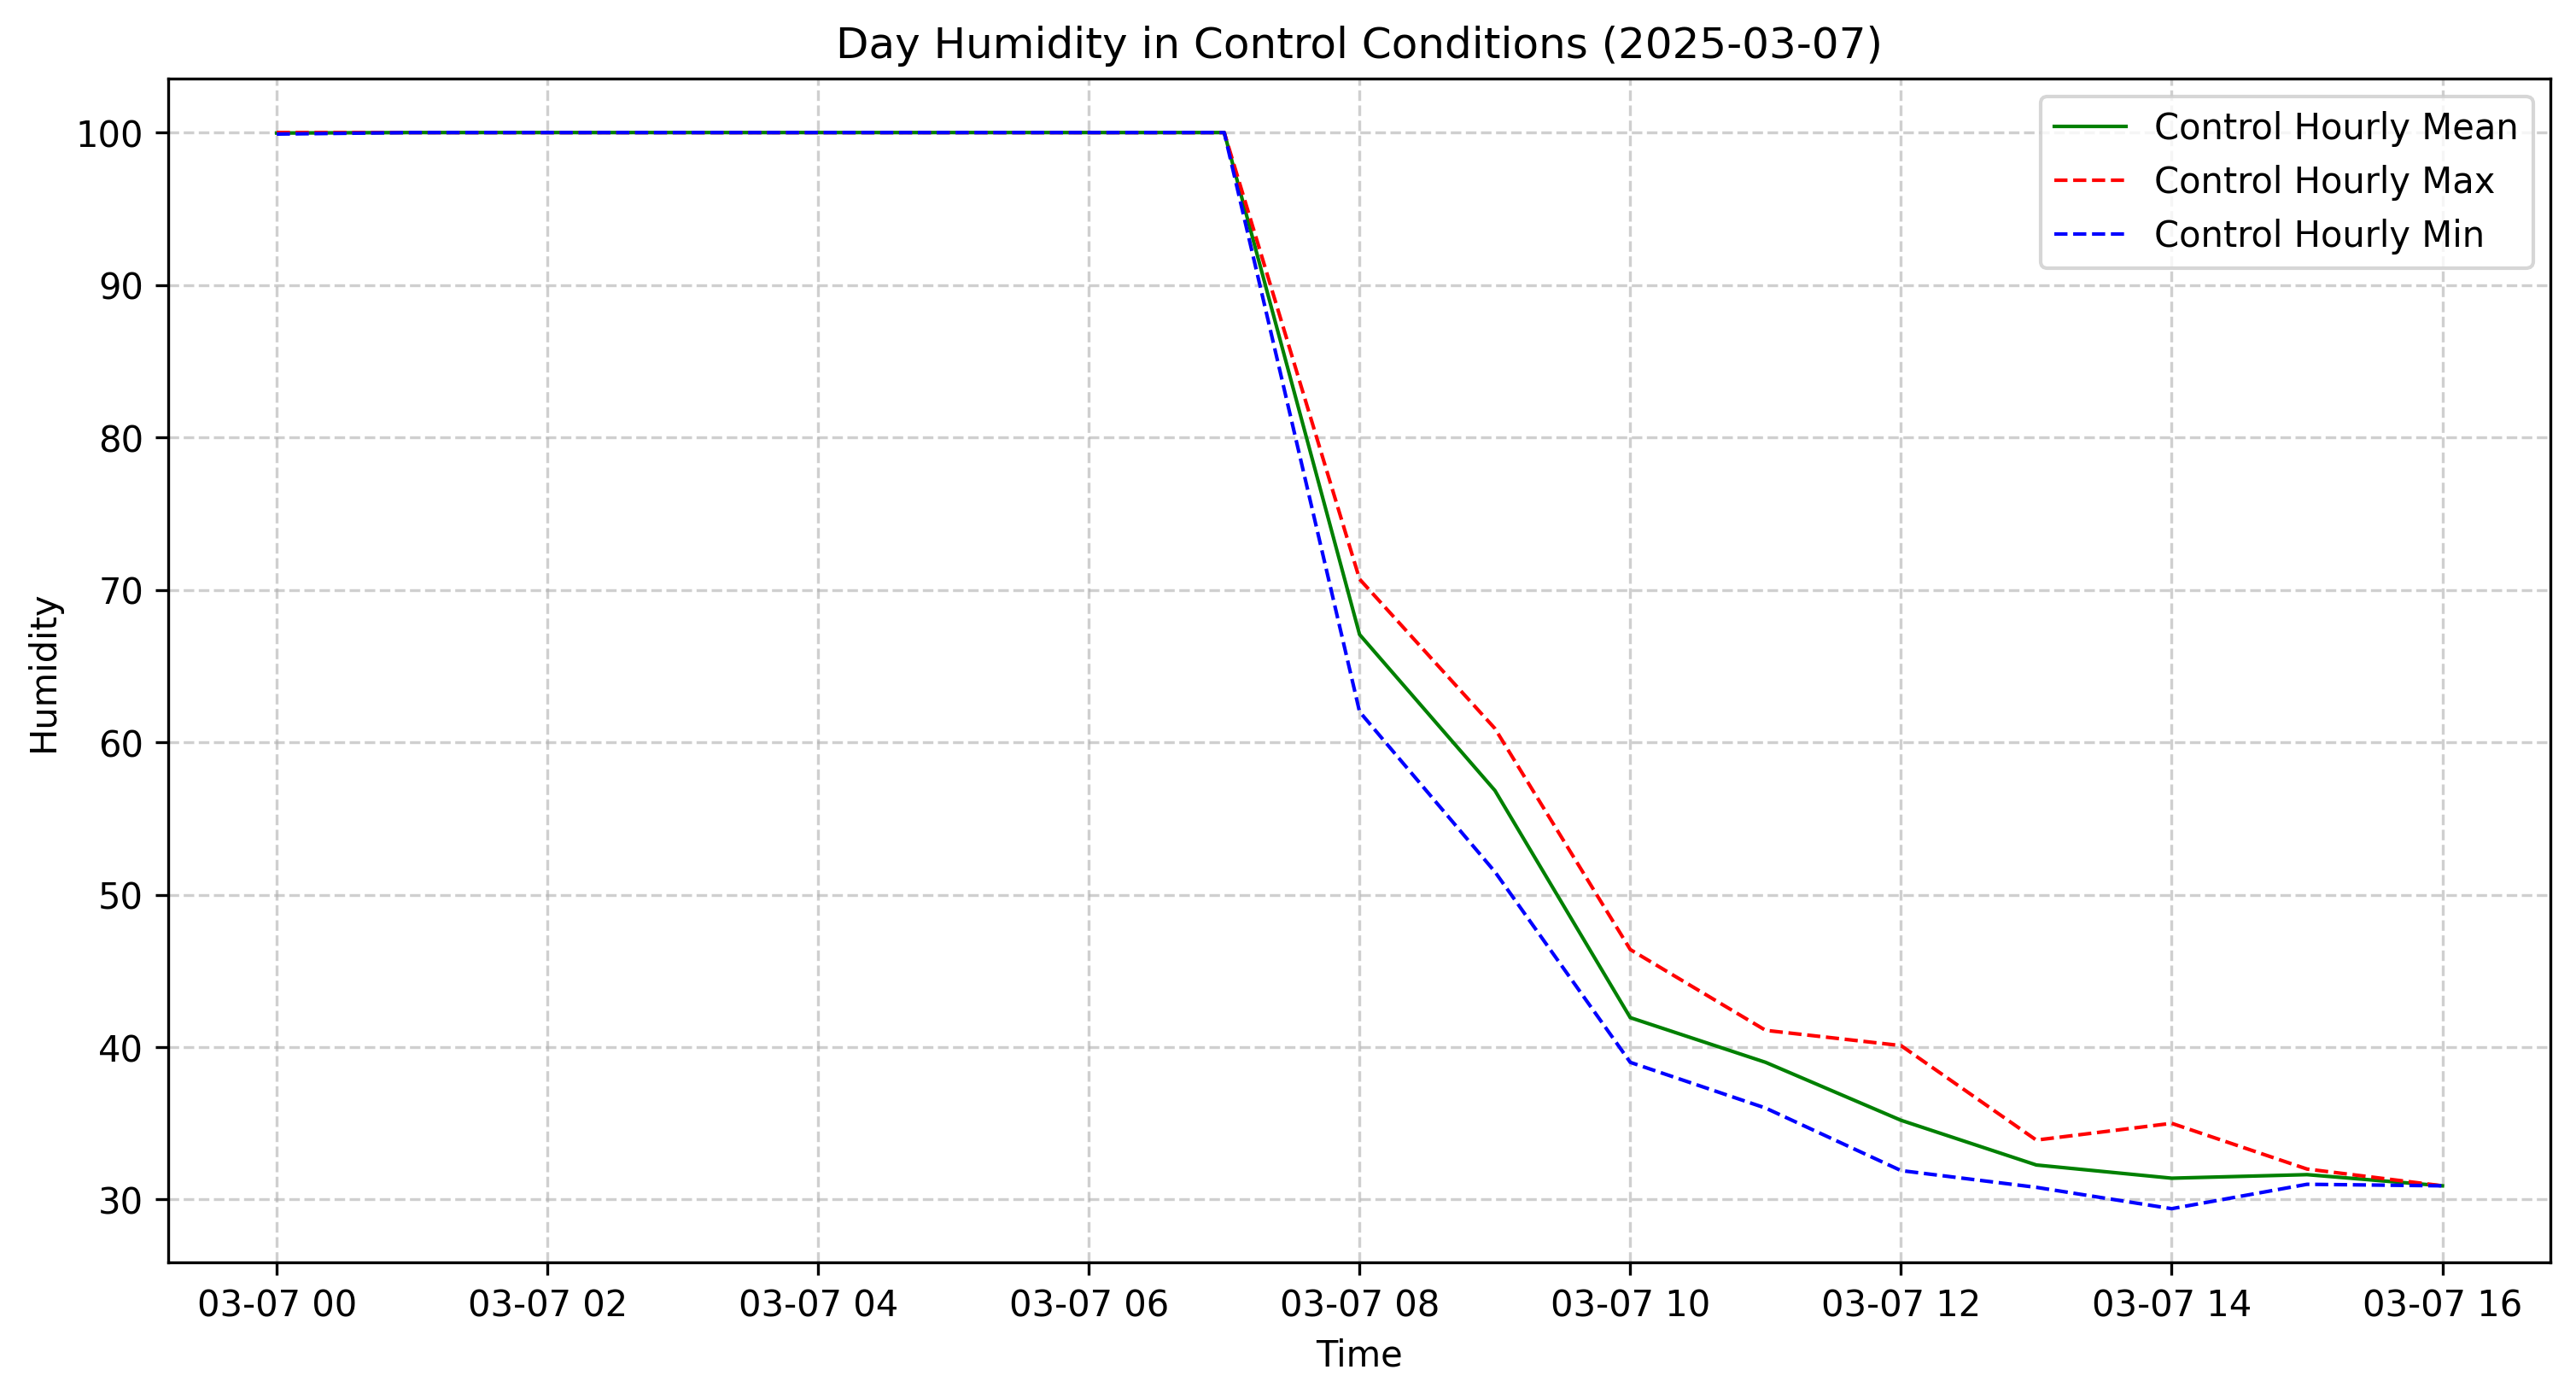 Day Humidity in Control Conditions (2025-03-07)
Control Hourly Mean
Control Hourly Max
Control Hourly Min
Humidity
100
90
80
70
60
50
40
30
03-07 00 03-07 02 03-07 04 03-07 06 03-07 08 03-07 10 03-07 12 03-07 14 03-07 16
Time